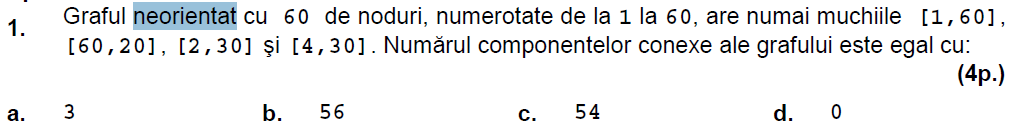 1. Graful neorientat cu 60 de noduri, numerotate de la 1 la 60, are numai muchiile [1,60],
[60,20], [2,30] şi [4,30]. Numărul componentelor conexe ale grafului este egal cu:
(4p.)
a. 3 b. 56 c. 54 d. 0